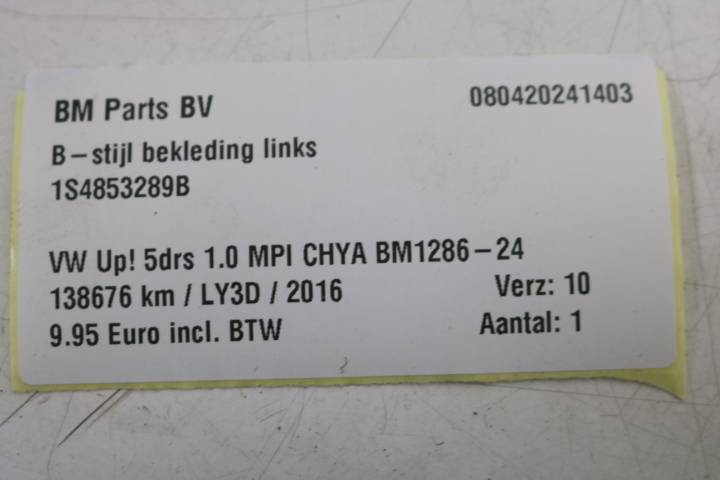 BM Parts BV 080420241403
B-stijl bekleding links
1S4853289B
VW Up! 5drs 1.0 MPI CHYA BM1286-24
138676 km / LY3D / 2016 Verz: 10
9.95 Euro incl. BTW Aantal: 1